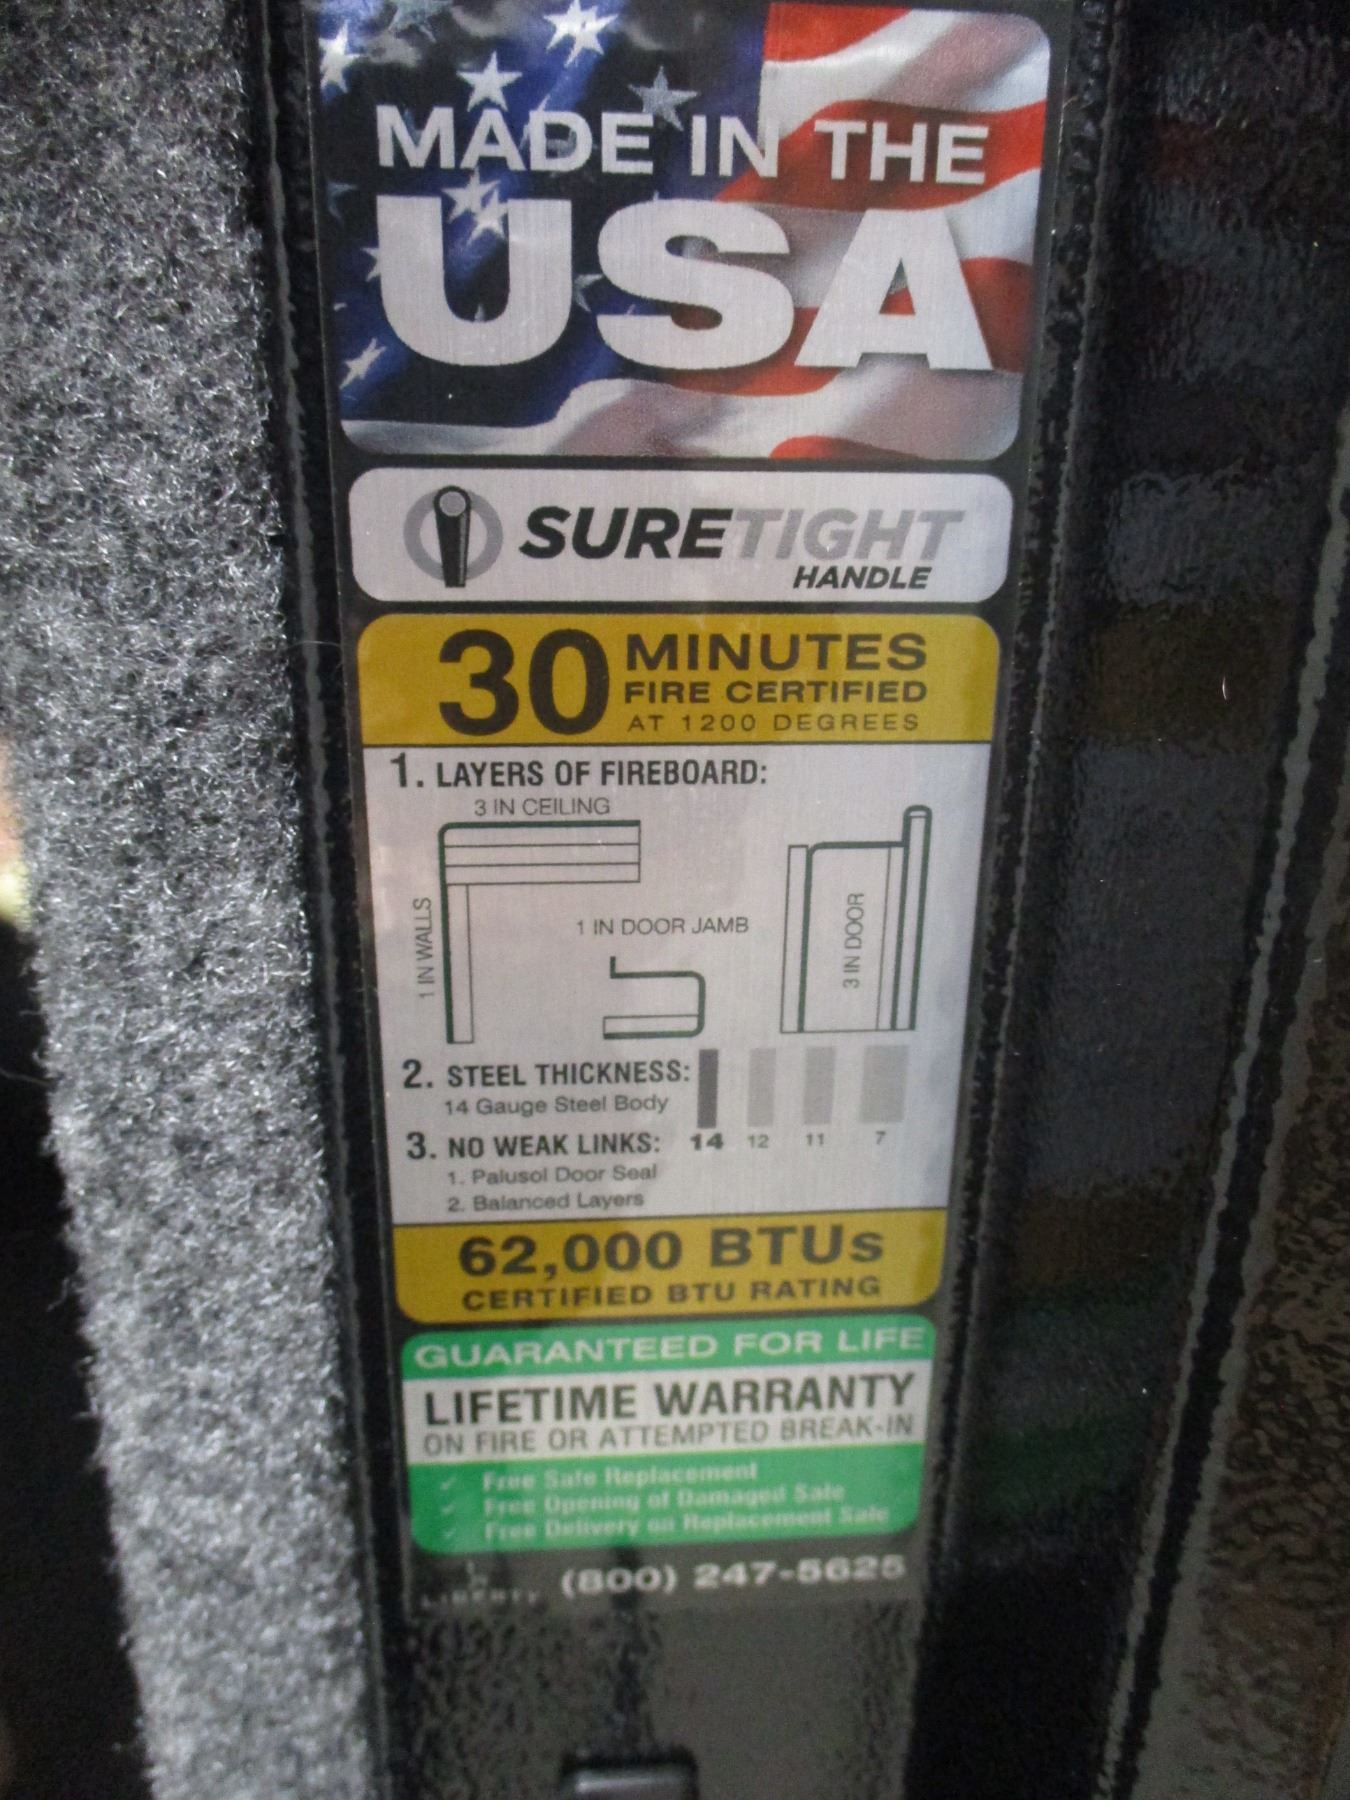 MADE IN THE
USA
SURETIGHT
HANDLE
30 MINUTES
FIRE CERTIFIED
AT 1200 DEGREES
1. LAYERS OF FIREBOARD:
3 IN CEILING
1 IN WALLS
1 IN DOOR JAMB
3 IN DOOR
2. STEEL THICKNESS:
14 Gauge Steel Body
14 12 11 7
3. NO WEAK LINKS:
1. Palusol Door Seal
2. Balanced Layers
62,000 BTUs
CERTIFIED BTU RATING
GUARANTEED FOR LIFE
LIFETIME WARRANTY
ON FIRE OR ATTEMPTED BREAK-IN
✓ Free Safe Replacement
✓ Free Opening of Damaged Safe
✓ Free Delivery on Replacement Safe
LIBERTY (800) 247-5625